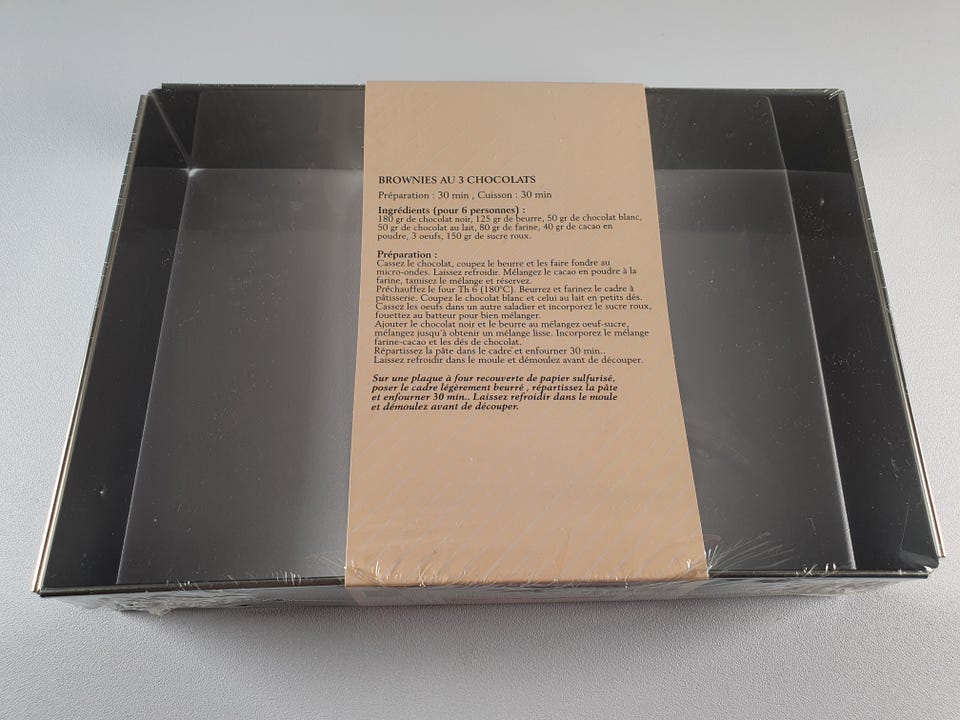 BROWNIES AU 3 CHOCOLATS
Préparation : 30 min , Cuisson : 30 min
Ingrédients (pour 6 personnes) :
180 gr de chocolat noir, 125 gr de beurre, 50 gr de chocolat blanc,
50 gr de chocolat au lait, 80 gr de farine, 40 gr de cacao en
poudre, 3 oeufs, 150 gr de sucre roux.
Préparation :
Cassez le chocolat, coupez le beurre et les faire fondre au
micro-ondes. Laissez refroidir. Mélangez le cacao en poudre à la
farine, tamisez le mélange et réservez.
Préchauffez le four Th 6 (180°C). Beurrez et farinez le cadre à
pâtisserie. Coupez le chocolat blanc et celui au lait en petits dés.
Cassez les oeufs dans un autre saladier et incorporez le sucre roux,
fouettez au batteur pour bien mélanger.
Ajouter le chocolat noir et le beurre au mélangez oeuf-sucre,
mélangez jusqu'à obtenir un mélange lisse. Incorporez le mélange
farine-cacao et les dés de chocolat.
Répartissez la pâte dans le cadre et enfourner 30 min..
Laissez refroidir dans le moule et démoulez avant de découper.
Sur une plaque à four recouverte de papier sulfurisé,
poser le cadre légèrement beurré , répartissez la pâte
et enfourner 30 min.. Laissez refroidir dans le moule
et démoulez avant de découper.